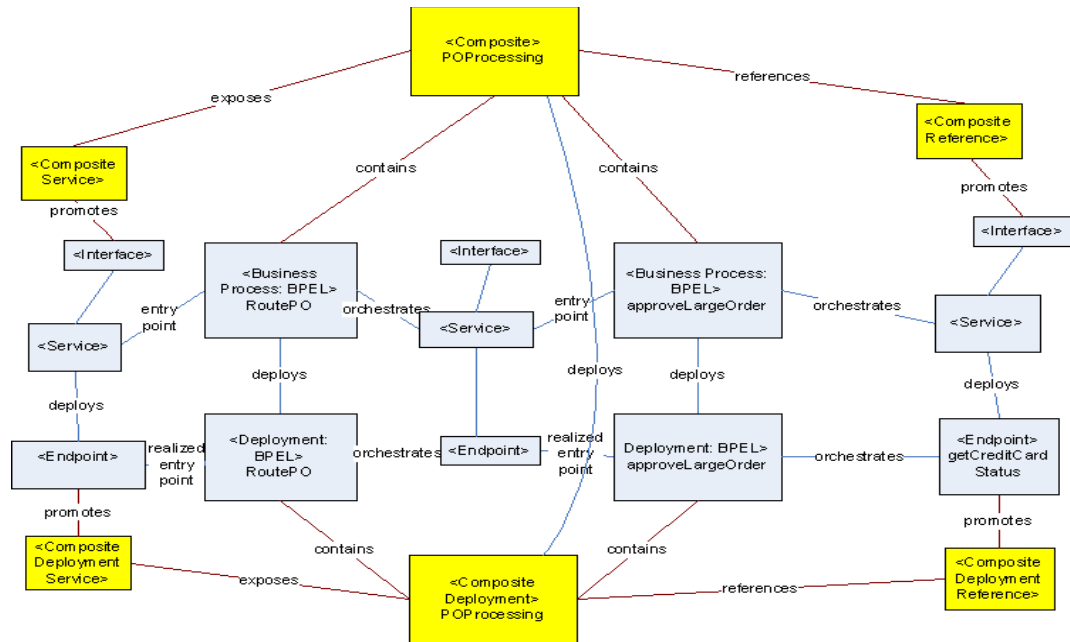 <Composite>
POProcessing
exposes
references
<Composite
Service>
<Composite
Reference>
contains
contains
promotes
promotes
<Interface>
<Interface>
<Interface>
<Business
Process: BPEL>
RoutePO
<Business Process:
BPEL>
approveLargeOrder
entry
point
orchestrates
entry
point
orchestrates
<Service>
<Service>
<Service>
deploys
deploys
deploys
deploys
deploys
<Endpoint>
realized
entry
point
<Deployment:
BPEL>
RoutePO
orchestrates
<Endpoint>
realized
entry
point
Deployment: BPEL>
approveLargeOrder
orchestrates
<Endpoint>
getCreditCard
Status
promotes
promotes
<Composite
Deployment
Service>
contains
contains
<Composite
Deployment
Reference>
exposes
<Composite
Deployment>
POProcessing
references